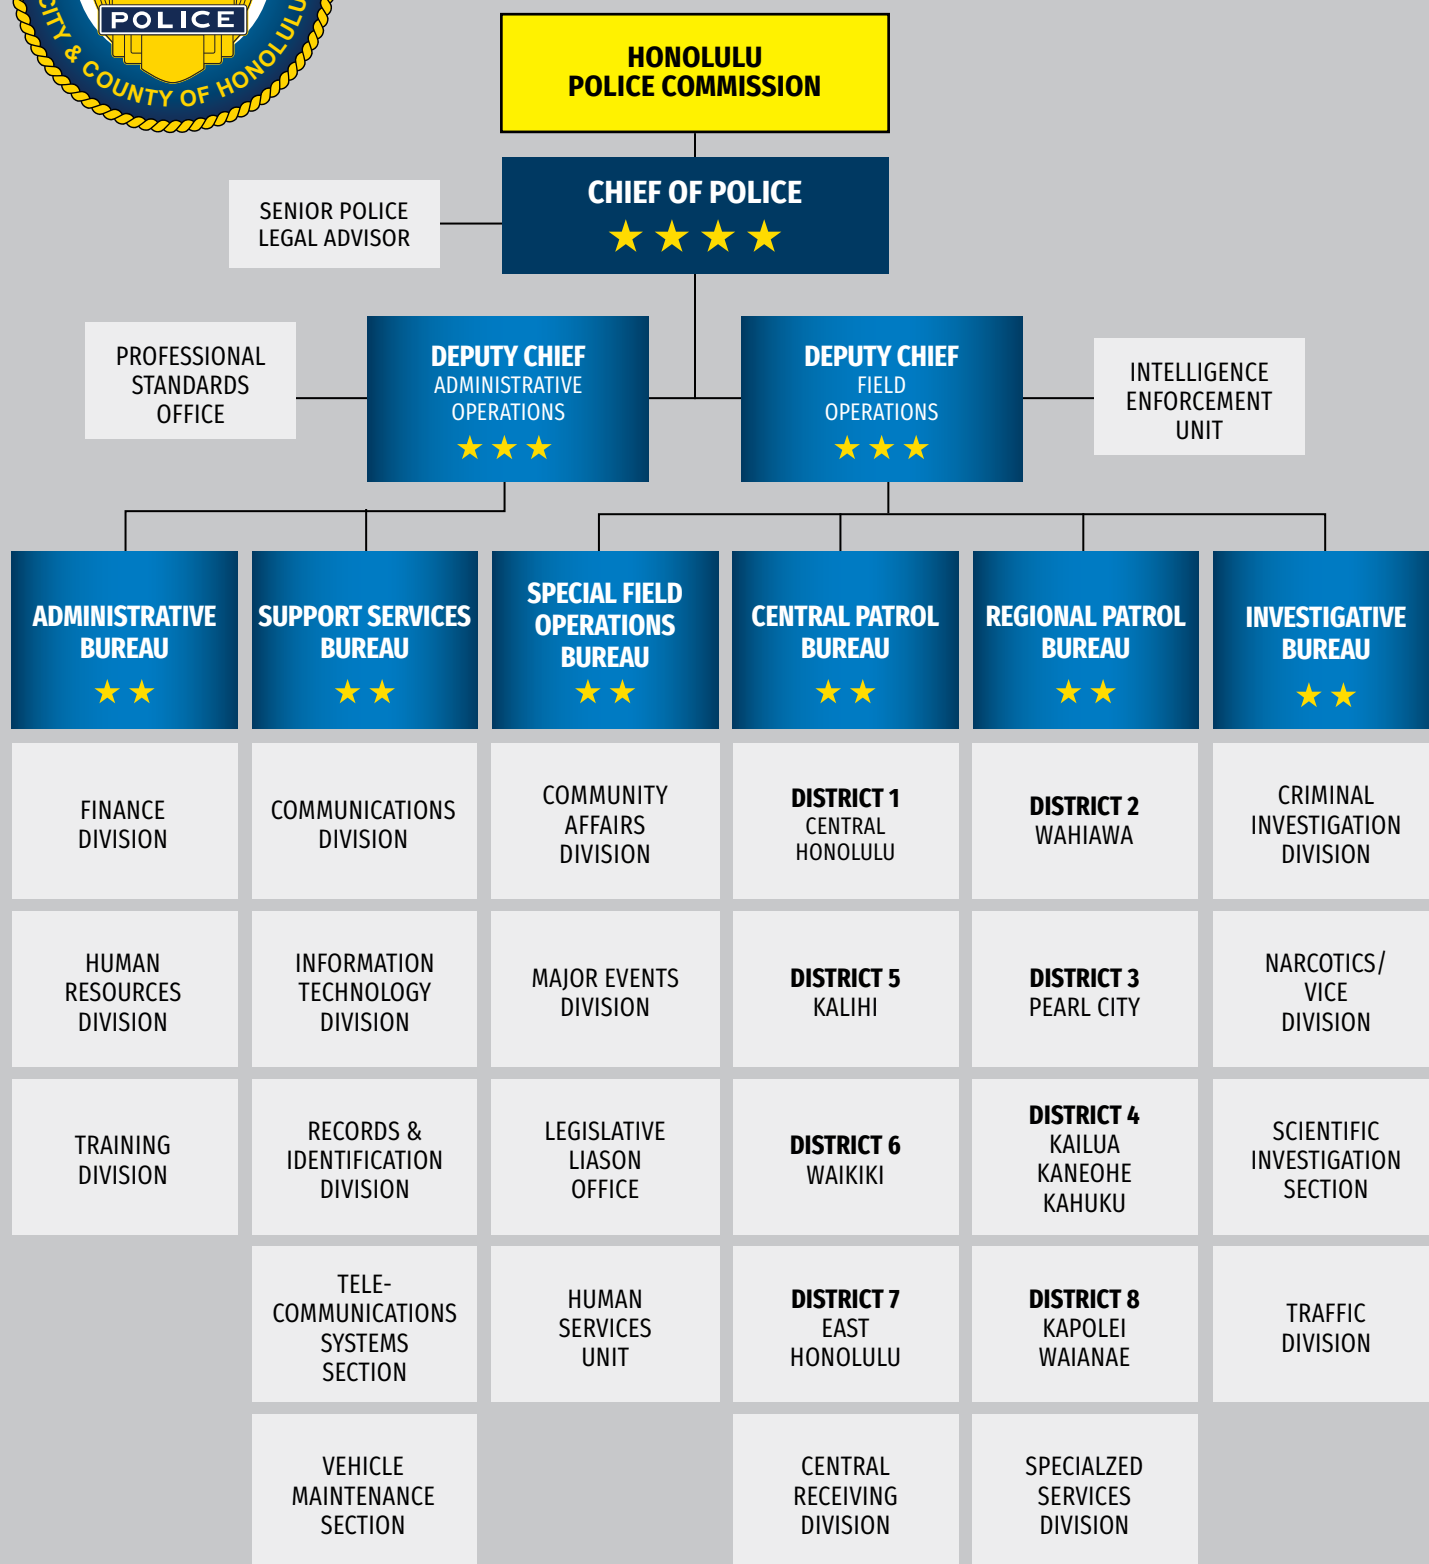 POLICE
CITY & COUNTY OF HONOLULU
HONOLULU
POLICE COMMISSION
CHIEF OF POLICE
SENIOR POLICE
LEGAL ADVISOR
PROFESSIONAL
STANDARDS
OFFICE
DEPUTY CHIEF
ADMINISTRATIVE
OPERATIONS
DEPUTY CHIEF
FIELD
OPERATIONS
INTELLIGENCE
ENFORCEMENT
UNIT
ADMINISTRATIVE
BUREAU
SUPPORT SERVICES
BUREAU
SPECIAL FIELD
OPERATIONS
BUREAU
CENTRAL PATROL
BUREAU
REGIONAL PATROL
BUREAU
INVESTIGATIVE
BUREAU
FINANCE
DIVISION
COMMUNICATIONS
DIVISION
COMMUNITY
AFFAIRS
DIVISION
DISTRICT 1
CENTRAL
HONOLULU
DISTRICT 2
WAHIAWA
CRIMINAL
INVESTIGATION
DIVISION
HUMAN
RESOURCES
DIVISION
INFORMATION
TECHNOLOGY
DIVISION
MAJOR EVENTS
DIVISION
DISTRICT 5
KALIHI
DISTRICT 3
PEARL CITY
NARCOTICS/
VICE
DIVISION
TRAINING
DIVISION
RECORDS &
IDENTIFICATION
DIVISION
LEGISLATIVE
LIASON
OFFICE
DISTRICT 6
WAIKIKI
DISTRICT 4
KAILUA
KANEOHE
KAHUKU
SCIENTIFIC
INVESTIGATION
SECTION
TELE-
COMMUNICATIONS
SYSTEMS
SECTION
HUMAN
SERVICES
UNIT
DISTRICT 7
EAST
HONOLULU
DISTRICT 8
KAPOLEI
WAIANAE
TRAFFIC
DIVISION
VEHICLE
MAINTENANCE
SECTION
CENTRAL
RECEIVING
DIVISION
SPECIALZED
SERVICES
DIVISION